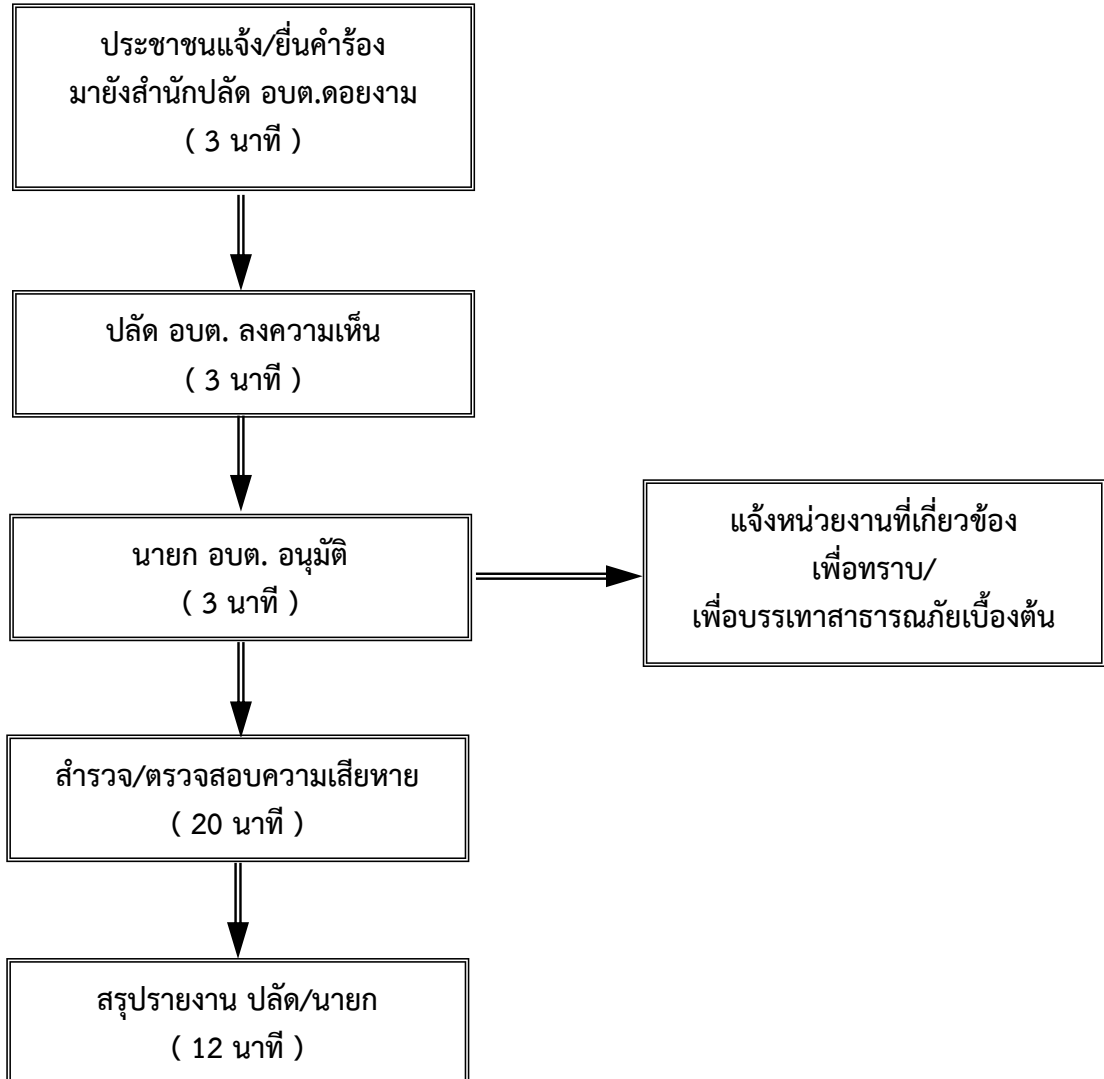 ประชาชนแจ้ง/ยื่นคำร้อง
มายังสำนักปลัด อบต.ดอยงาม
( 3 นาที )
ปลัด อบต. ลงความเห็น
( 3 นาที )
นายก อบต. อนุมัติ
( 3 นาที )
แจ้งหน่วยงานที่เกี่ยวข้อง
เพื่อทราบ/
เพื่อบรรเทาสาธารณภัยเบื้องต้น
สำรวจ/ตรวจสอบความเสียหาย
( 20 นาที )
สรุปรายงาน ปลัด/นายก
( 12 นาที )